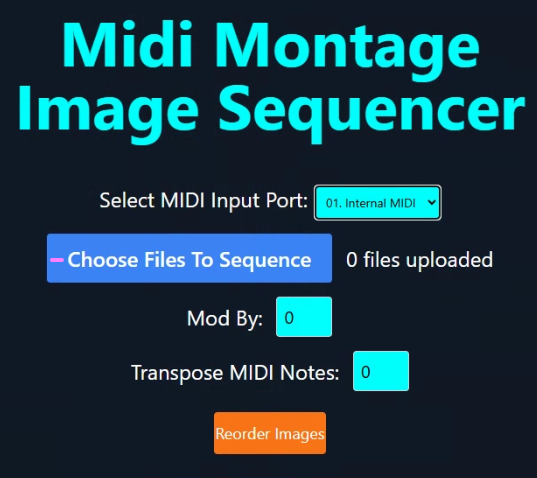 Midi Montage
Image Sequencer
Select MIDI Input Port: 01. Internal MIDI
Choose Files To Sequence 0 files uploaded
Mod By: 0
Transpose MIDI Notes: 0
Reorder Images